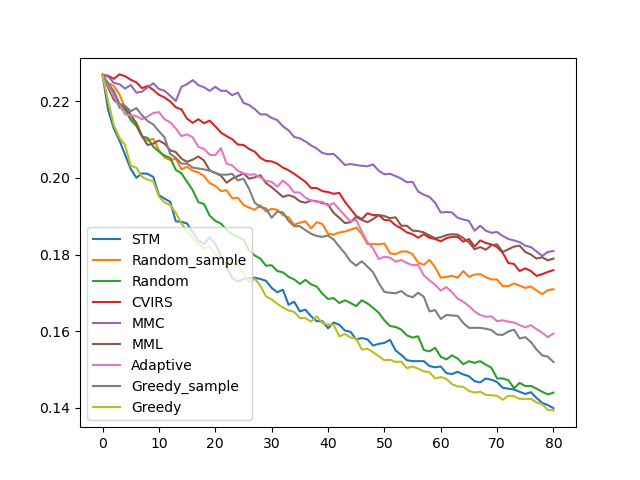 0.22
0.20
0.18
0.16
0.14
STM
Random_sample
Random
CVIRS
MMC
MML
Adaptive
Greedy_sample
Greedy
0 10 20 30 40 50 60 70 80